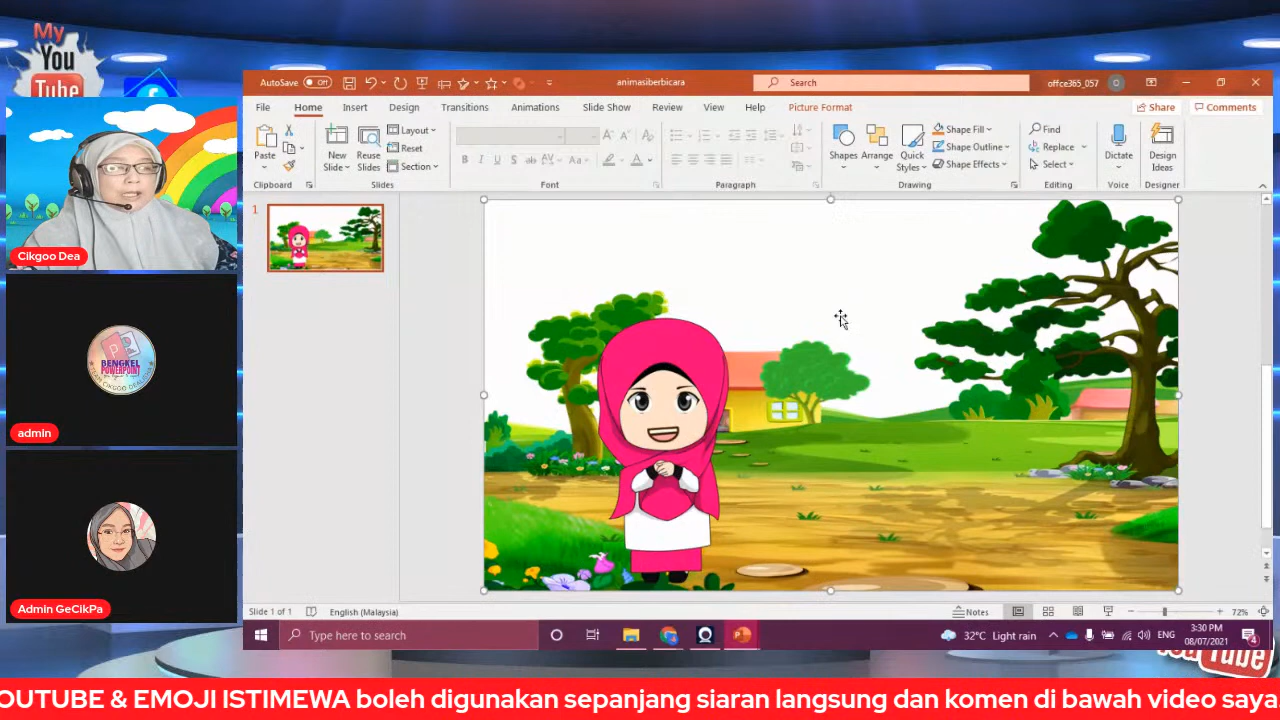 My
You
Tube
Cikgoo Dea
BENGKEL
POWERPOINT
admin
Admin GeCikPa
AutoSave Off
animasiberbicara
Search
offce365_057
File Home Insert Design Transitions Animations Slide Show Review View Help Picture Format
Share Comments
Paste
New
Slide
Reuse
Slides
Layout
Reset
Section
Shapes
Arrange
Quick
Styles
Shape Fill
Shape Outline
Shape Effects
Find
Replace
Select
Dictate
Design
Ideas
Clipboard Slides Font Paragraph Drawing Editing Voice Designer
1
Slide 1 of 1 English (Malaysia) Notes 72%
Type here to search
32°C Light rain ENG
3:30 PM
08/07/2021
4
OUTUBE & EMOJI ISTIMEWA boleh digunakan sepanjang siaran langsung dan komen di bawah video saya.